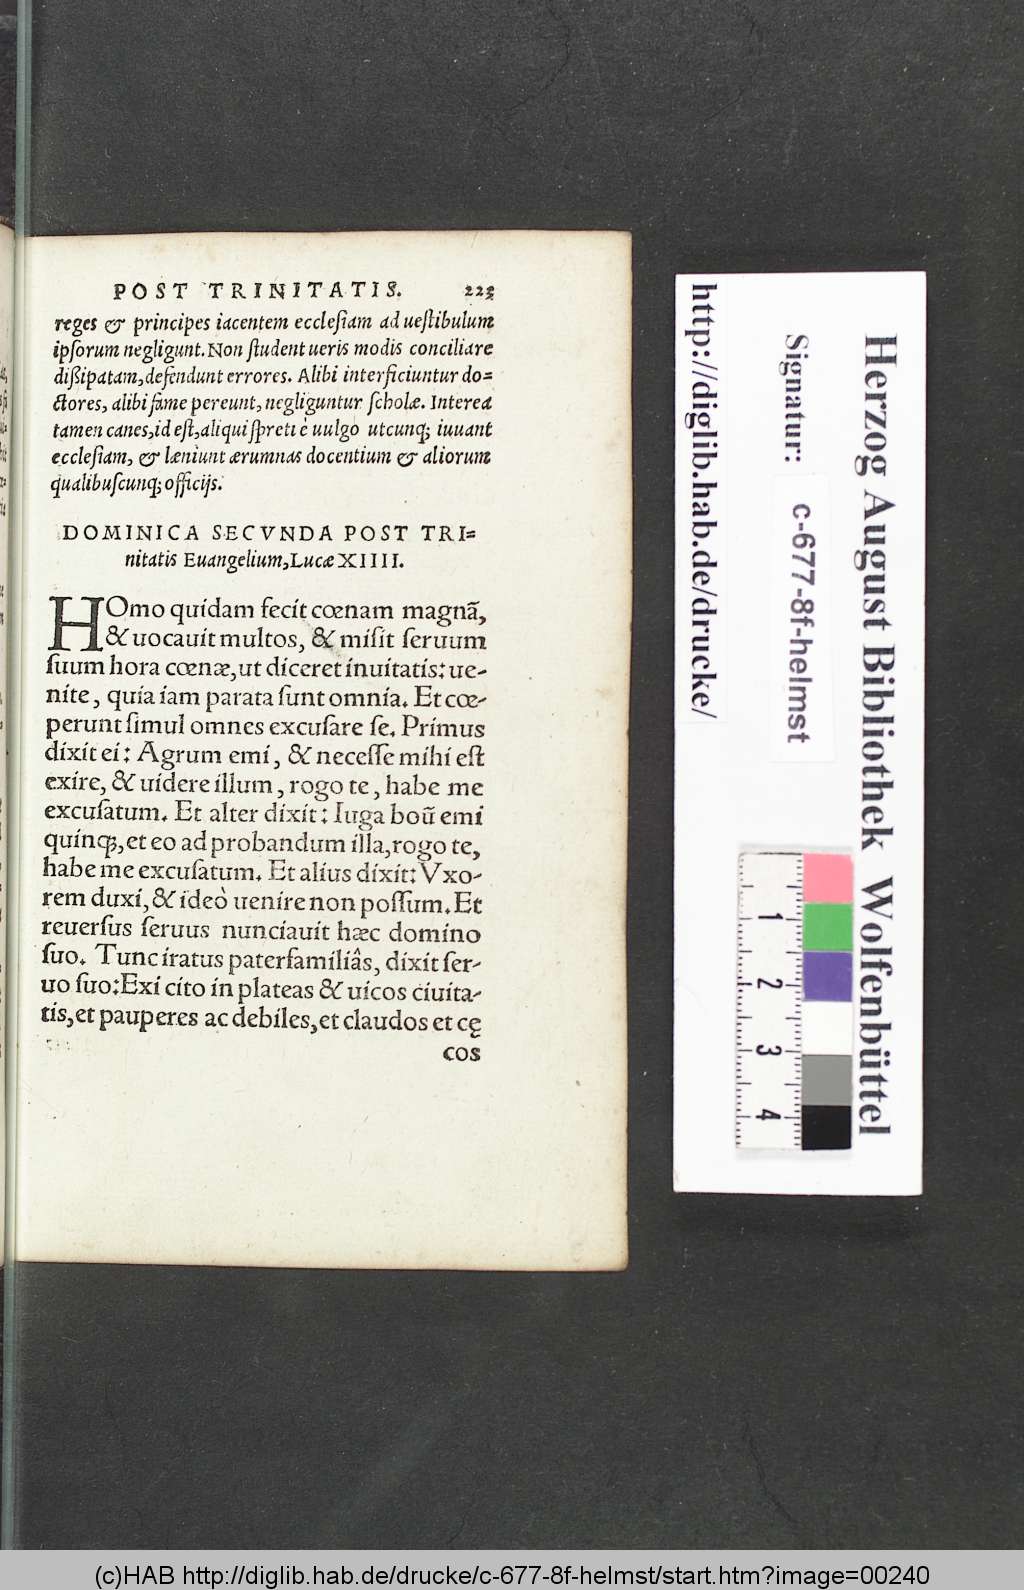 POST TRINITATIS. 225
reges & principes iacentem ecclesiam ad uestibulum
ipsorum negligunt. Non student ueris modis conciliare
dißipatam, defendunt errores. Alibi interficiuntur do=
ctores, alibi fame pereunt, negliguntur scholæ. Interea
tamen canes, id est, aliqui spreti è uulgo utcunq; iuuant
ecclesiam, & læniunt ærumnas docentium & aliorum
qualibuscunq; officijs.
DOMINICA SECVNDA POST TRI=
nitatis Euangelium, Lucæ XIIII.
HOmo quidam fecit cœnam magnã,
& uocauit multos, & misit seruum
suum hora cœnæ, ut diceret inuitatis: ue-
nite, quia iam parata sunt omnia. Et cœ-
perunt simul omnes excusare se. Primus
dixit ei: Agrum emi, & necesse mihi est
exire, & uidere illum, rogo te, habe me
excusatum. Et alter dixit: Iuga boũ emi
quinq;, et eo ad probandum illa, rogo te,
habe me excusatum. Et alius dixit: Vxo-
rem duxi, & ideò uenire non possum. Et
reuersus seruus nunciauit hæc domino
suo. Tunc iratus paterfamiliâs, dixit ser-
uo suo: Exi cito in plateas & uicos ciuita-
tis, et pauperes ac debiles, et claudos et cę
cos
Herzog August Bibliothek Wolfenbüttel
Signatur: c-677-8f-helmst
http://diglib.hab.de/drucke/
1 2 3 4
(c)HAB http://diglib.hab.de/drucke/c-677-8f-helmst/start.htm?image=00240